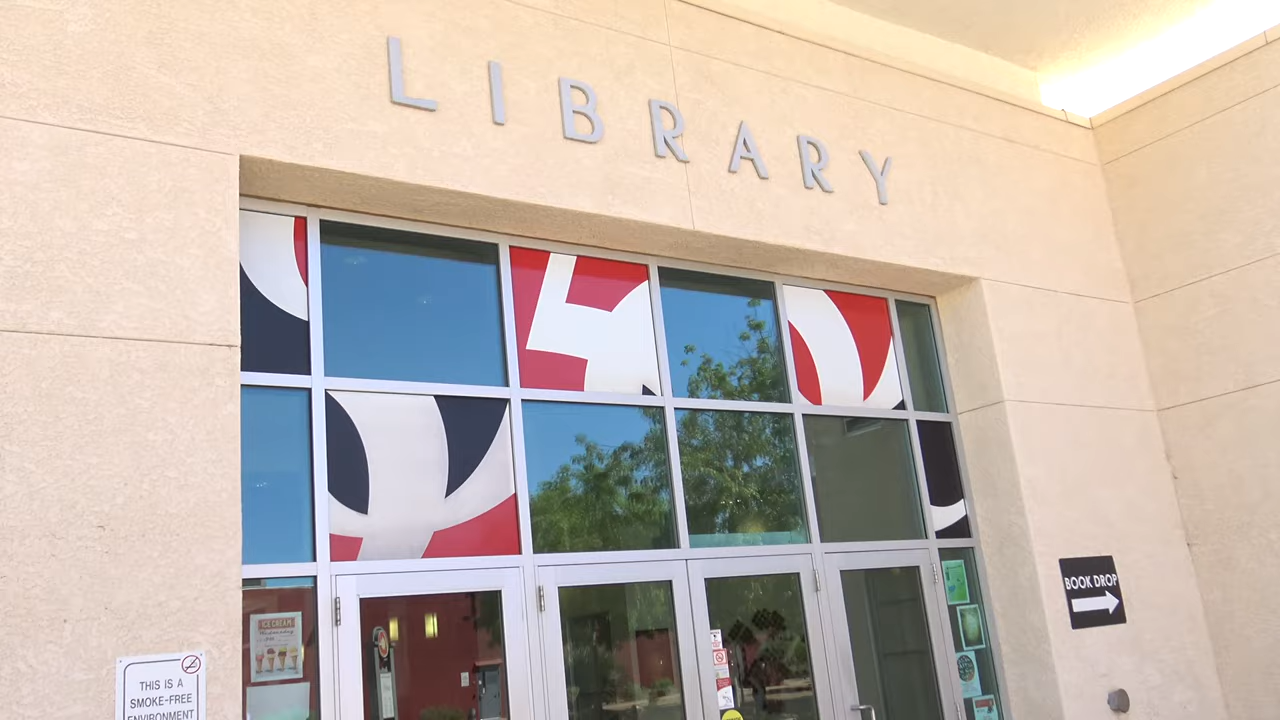 LIBRARY
BOOK DROP
ICE CREAM
THIS IS A
SMOKE-FREE
ENVIRONMENT